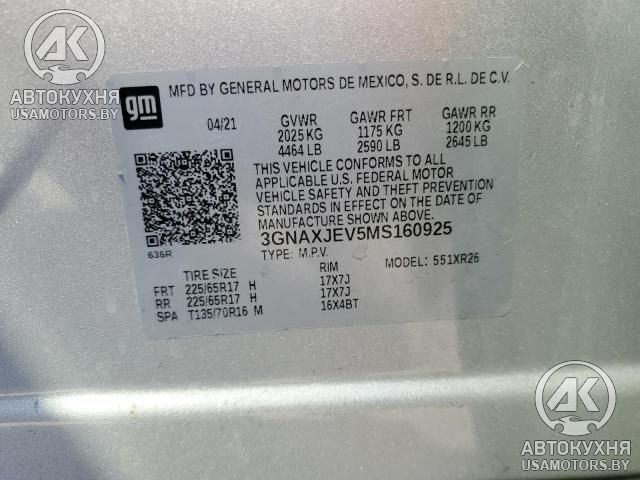 АК
АВТОКУХНЯ
USAMOTORS.BY
gm
MFD BY GENERAL MOTORS DE MEXICO, S. DE R.L. DE C.V.
04/21 GVWR GAWR FRT GAWR RR
2025 KG 1175 KG 1200 KG
4464 LB 2590 LB 2645 LB
THIS VEHICLE CONFORMS TO ALL
APPLICABLE U.S. FEDERAL MOTOR
VEHICLE SAFETY AND THEFT PREVENTION
STANDARDS IN EFFECT ON THE DATE OF
MANUFACTURE SHOWN ABOVE.
3GNAXJEV5MS160925
636R
TYPE: M.P.V. MODEL: 551XR26
TIRE SIZE RIM
FRT 225/65R17 H 17X7J
RR 225/65R17 H 17X7J
SPA T135/70R16 M 16X4BT
АК
АВТОКУХНЯ
USAMOTORS.BY